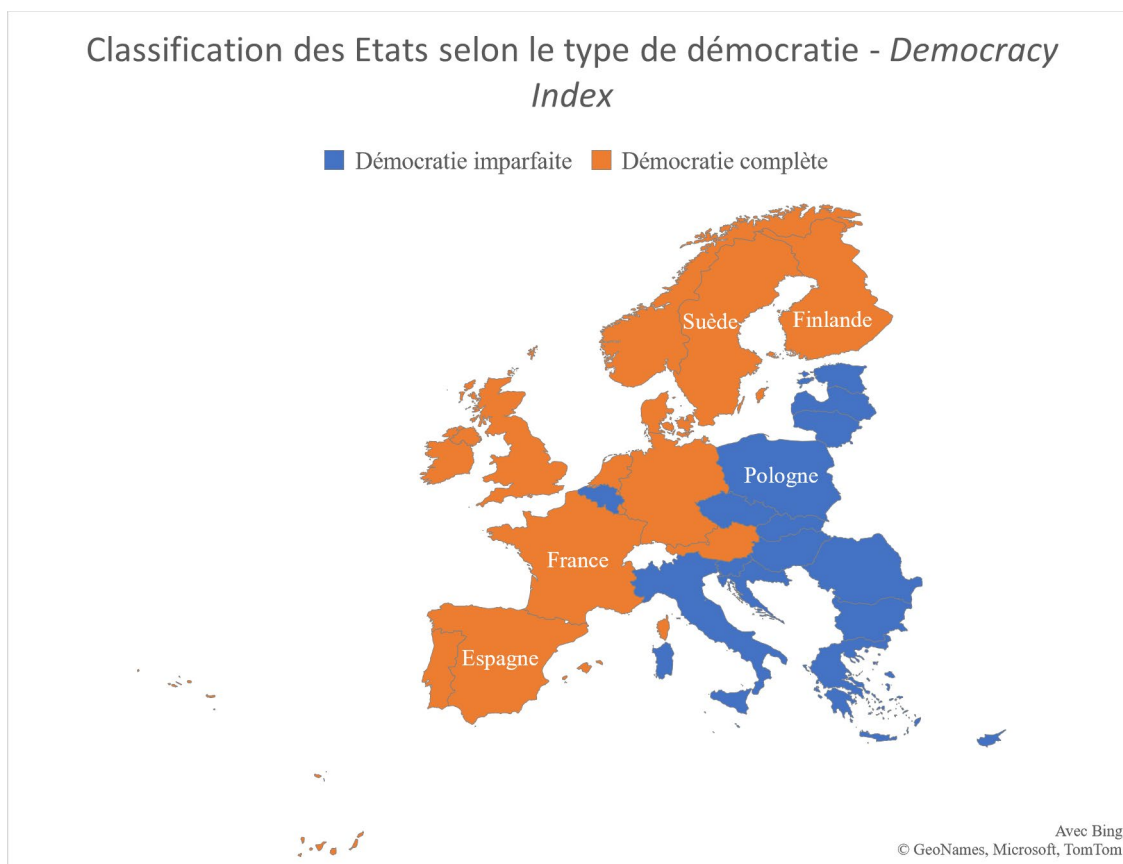 Classification des Etats selon le type de démocratie - Democracy
Index
Démocratie imparfaite Démocratie complète
Suède
Finlande
Pologne
France
Espagne
Avec Bing
© GeoNames, Microsoft, TomTom